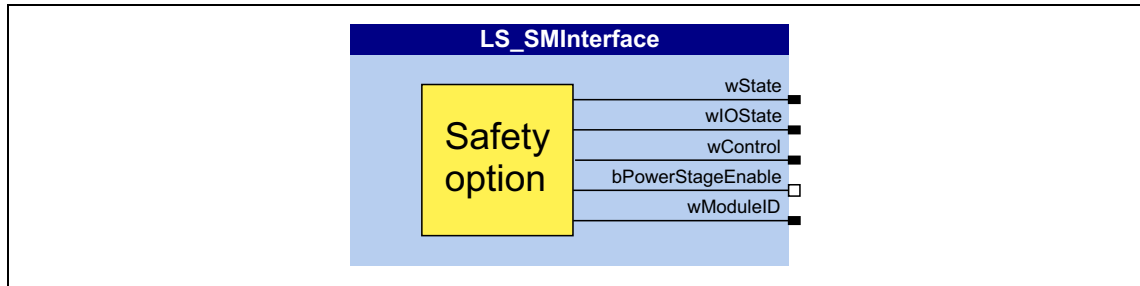 LS_SMInterface
Safety
option
wState
wIOState
wControl
bPowerStageEnable
wModuleID